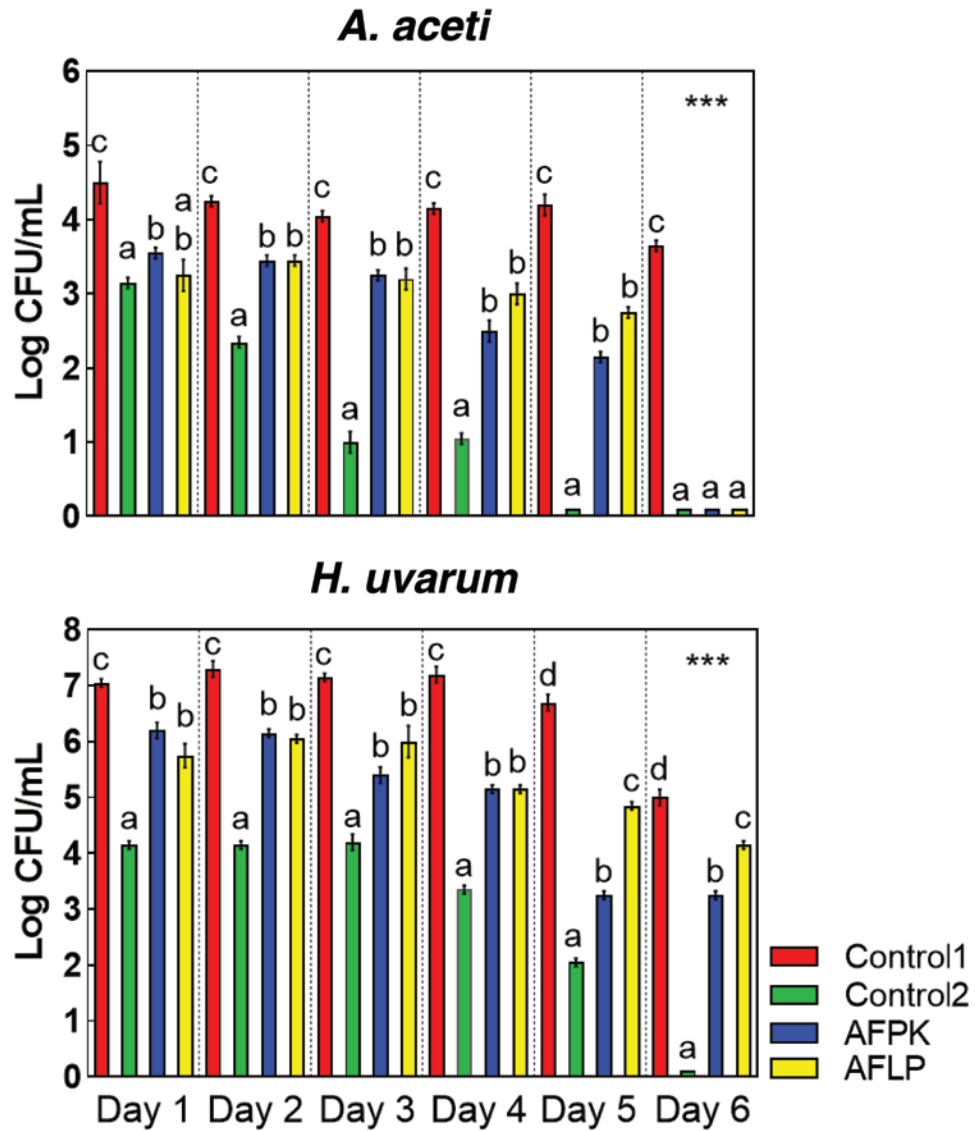 A. aceti
Log CFU/mL
6
5
4
3
2
1
0
c a b a b
c a b b
c a b b
c a b b
c a b b
c a a a
***
H. uvarum
Log CFU/mL
8
7
6
5
4
3
2
1
0
c a b b
c a b b
c a b b
c a b b
d a b c
d a b c
***
Day 1 Day 2 Day 3 Day 4 Day 5 Day 6
Control1
Control2
AFPK
AFLP